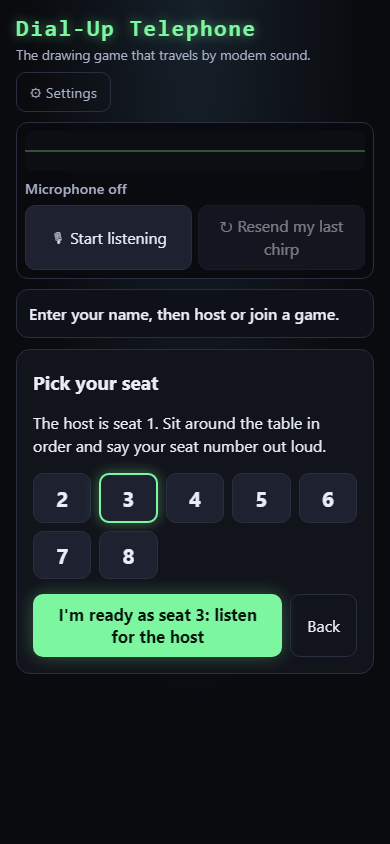 Dial-Up Telephone
The drawing game that travels by modem sound.
⚙ Settings
Microphone off
🎙 Start listening
↻ Resend my last
chirp
Enter your name, then host or join a game.
Pick your seat
The host is seat 1. Sit around the table in
order and say your seat number out loud.
2 3 4 5 6
7 8
I'm ready as seat 3: listen
for the host
Back